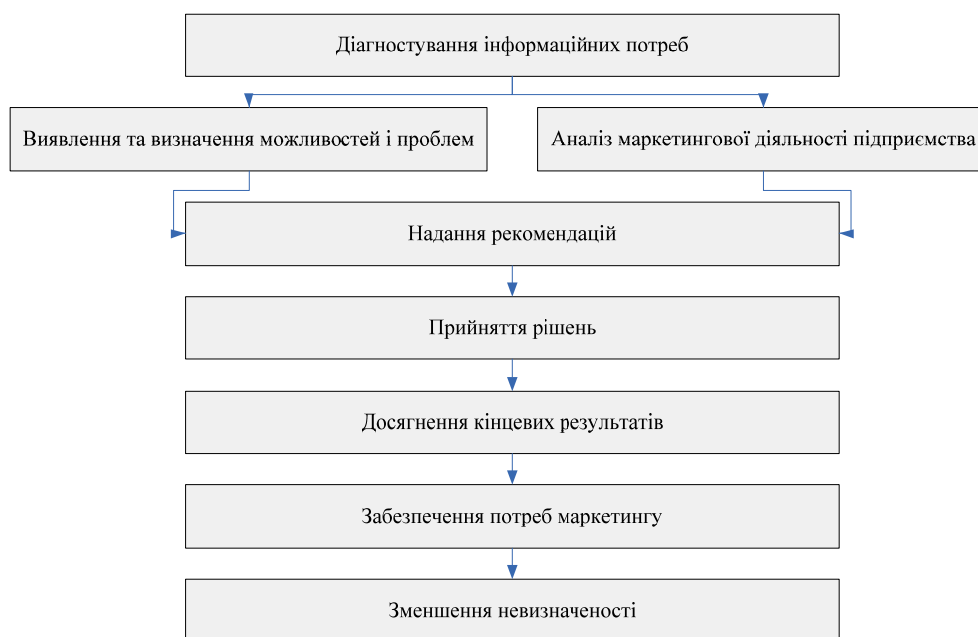 Діагностування інформаційних потреб
Виявлення та визначення можливостей і проблем
Аналіз маркетингової діяльності підприємства
Надання рекомендацій
Прийняття рішень
Досягнення кінцевих результатів
Забезпечення потреб маркетингу
Зменшення невизначеності